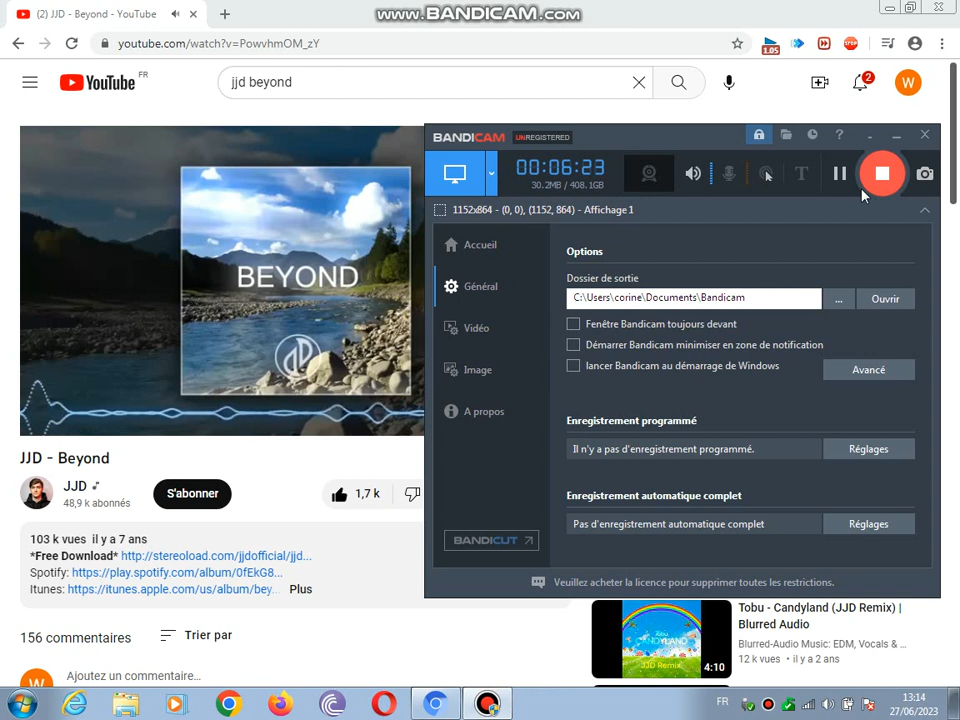 (2) JJD - Beyond - YouTube
www.BANDICAM.com
youtube.com/watch?v=PowvhmOM_zY
1.05
STOP
YouTube FR
jjd beyond
2
W
BEYOND
BANDICAM UNREGISTERED
00:06:23
30.2MB / 408.1GB
T
1152x864 - (0, 0), (1152, 864) - Affichage 1
Accueil
Général
Vidéo
Image
A propos
BANDICUT
Options
Dossier de sortie
C:\Users\corine\Documents\Bandicam
...
Ouvrir
Fenêtre Bandicam toujours devant
Démarrer Bandicam minimiser en zone de notification
lancer Bandicam au démarrage de Windows
Avancé
Enregistrement programmé
Il n'y a pas d'enregistrement programmé.
Réglages
Enregistrement automatique complet
Pas d'enregistrement automatique complet
Réglages
Veuillez acheter la licence pour supprimer toutes les restrictions.
JJD - Beyond
JJD
48,9 k abonnés
S'abonner
1,7 k
103 k vues il y a 7 ans
*Free Download* http://stereoload.com/jjdofficial/jjd...
Spotify: https://play.spotify.com/album/0fEkG8...
Itunes: https://itunes.apple.com/us/album/bey... Plus
156 commentaires
Trier par
W
Ajoutez un commentaire...
Tobu
CANDYLAND
JJD Remix
4:10
Tobu - Candyland (JJD Remix) |
Blurred Audio
Blurred-Audio Music: EDM, Vocals & ...
12 k vues • il y a 2 ans
FR
13:14
27/06/2023